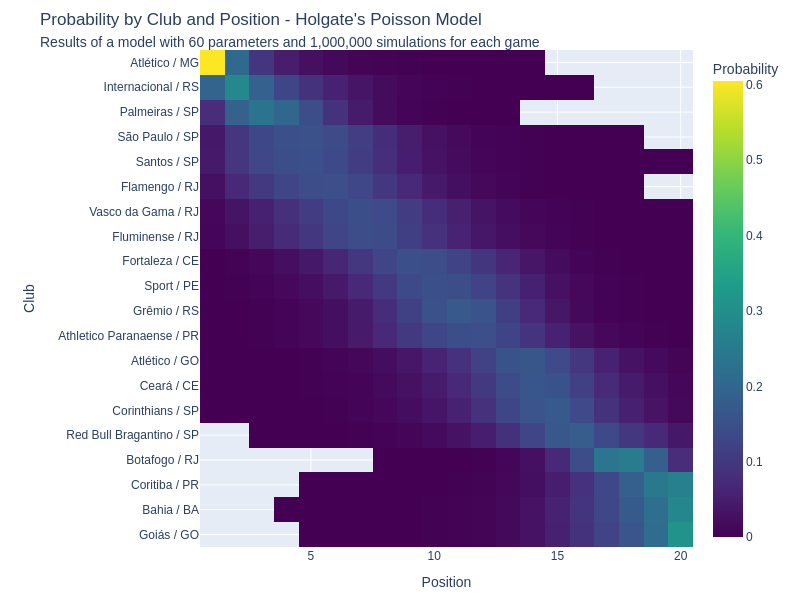 Probability by Club and Position - Holgate's Poisson Model
Results of a model with 60 parameters and 1,000,000 simulations for each game
Probability
Atlético / MG
Internacional / RS
Palmeiras / SP
São Paulo / SP
Santos / SP
Flamengo / RJ
Vasco da Gama / RJ
Fluminense / RJ
Fortaleza / CE
Sport / PE
Grêmio / RS
Athletico Paranaense / PR
Atlético / GO
Ceará / CE
Corinthians / SP
Red Bull Bragantino / SP
Botafogo / RJ
Coritiba / PR
Bahia / BA
Goiás / GO
Club
5
10
15
20
Position
0.6
0.5
0.4
0.3
0.2
0.1
0